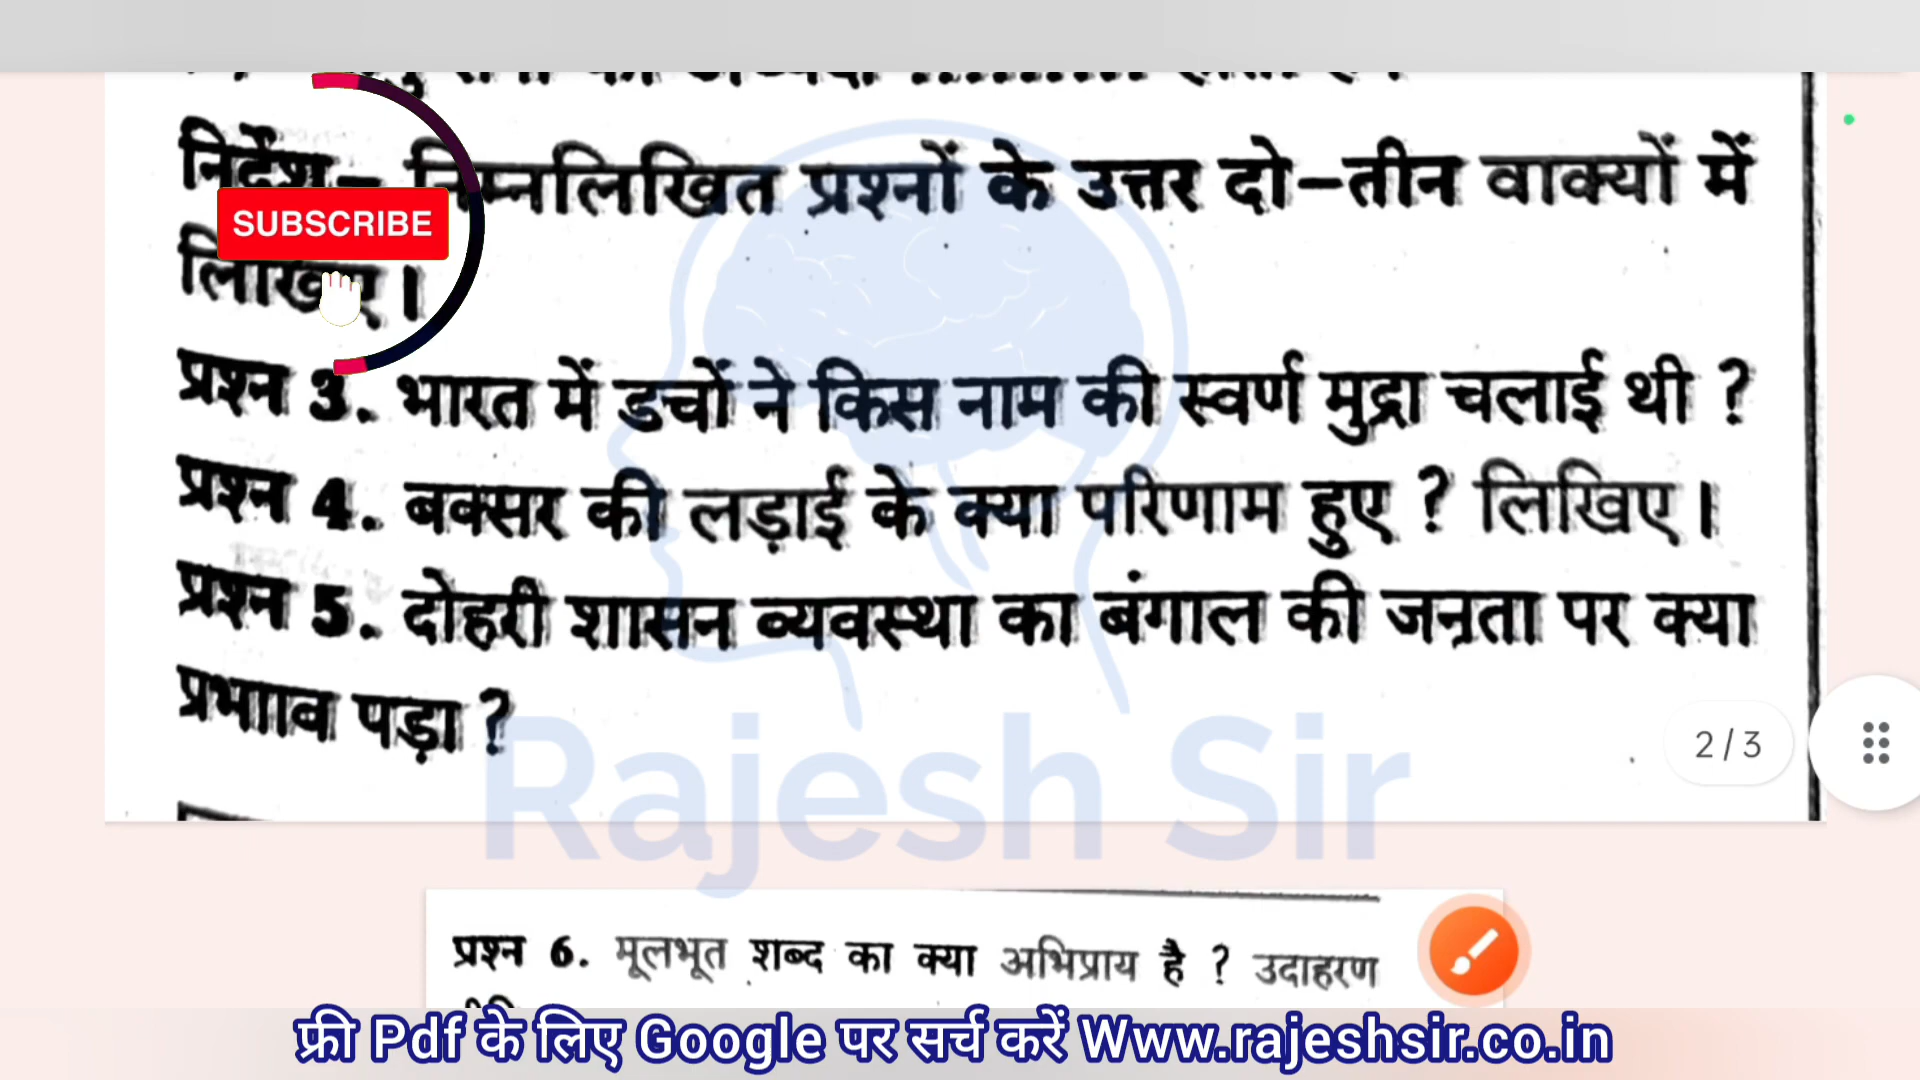 निर्देश– निम्नलिखित प्रश्नों के उत्तर दो–तीन वाक्यों में
SUBSCRIBE
लिखिए।
प्रश्न 3. भारत में डचों ने किस नाम की स्वर्ण मुद्रा चलाई थी ?
प्रश्न 4. बक्सर की लड़ाई के क्या परिणाम हुए ? लिखिए।
प्रश्न 5. दोहरी शासन व्यवस्था का बंगाल की जनता पर क्या
प्रभााव पड़ा ?
2 / 3
Rajesh Sir
प्रश्न 6. मूलभूत शब्द का क्या अभिप्राय है ? उदाहरण
फ्री Pdf के लिए Google पर सर्च करें Www.rajeshsir.co.in